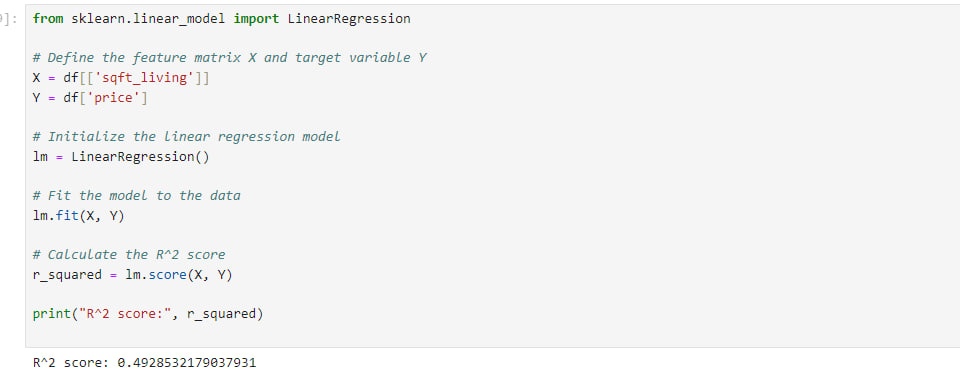 ]:
from sklearn.linear_model import LinearRegression
# Define the feature matrix X and target variable Y
X = df[['sqft_living']]
Y = df['price']
# Initialize the linear regression model
lm = LinearRegression()
# Fit the model to the data
lm.fit(X, Y)
# Calculate the R^2 score
r_squared = lm.score(X, Y)
print("R^2 score:", r_squared)
R^2 score: 0.4928532179037931